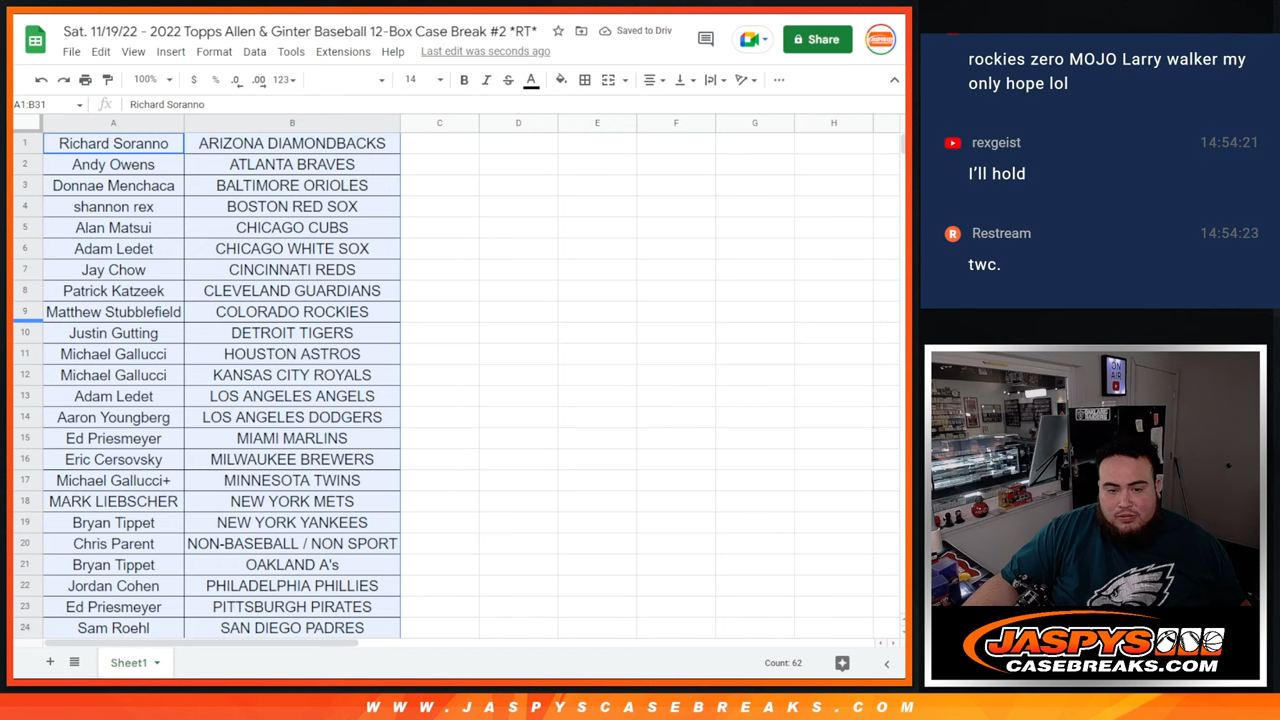 Sat. 11/19/22 - 2022 Topps Allen & Ginter Baseball 12-Box Case Break #2 *RT*
Saved to Driv
Share
File Edit View Format Data Tools Extensions Help Last edit was seconds ago
100% $ % .0 .00 123 14 B I S A
A1:B31 fx Richard Soranno
A B C D E F G H
1 Richard Soranno ARIZONA DIAMONDBACKS
2 Andy Owens ATLANTA BRAVES
3 Donnae Menchaca BALTIMORE ORIOLES
4 shannon rex BOSTON RED SOX
5 Alan Matsui CHICAGO CUBS
6 Adam Ledet CHICAGO WHITE SOX
7 Jay Chow CINCINNATI REDS
8 Patrick Katzeek CLEVELAND GUARDIANS
9 Matthew Stubblefield COLORADO ROCKIES
10 Justin Gutting DETROIT TIGERS
11 Michael Gallucci HOUSTON ASTROS
12 Michael Gallucci KANSAS CITY ROYALS
13 Adam Ledet LOS ANGELES ANGELS
14 Aaron Youngberg LOS ANGELES DODGERS
15 Ed Priesmeyer MIAMI MARLINS
16 Eric Cersovsky MILWAUKEE BREWERS
17 Michael Gallucci+ MINNESOTA TWINS
18 MARK LIEBSCHER NEW YORK METS
19 Bryan Tippet NEW YORK YANKEES
20 Chris Parent NON-BASEBALL / NON SPORT
21 Bryan Tippet OAKLAND A's
22 Jordan Cohen PHILADELPHIA PHILLIES
23 Ed Priesmeyer PITTSBURGH PIRATES
24 Sam Roehl SAN DIEGO PADRES
Sheet1
Count: 62
rockies zero MOJO Larry walker my
only hope lol
rexgeist 14:54:21
I'll hold
Restream 14:54:23
twc.
ON
AIR
JASPYS
CASEBREAKS.COM
WWW.JASPYSCASEBREAKS.COM